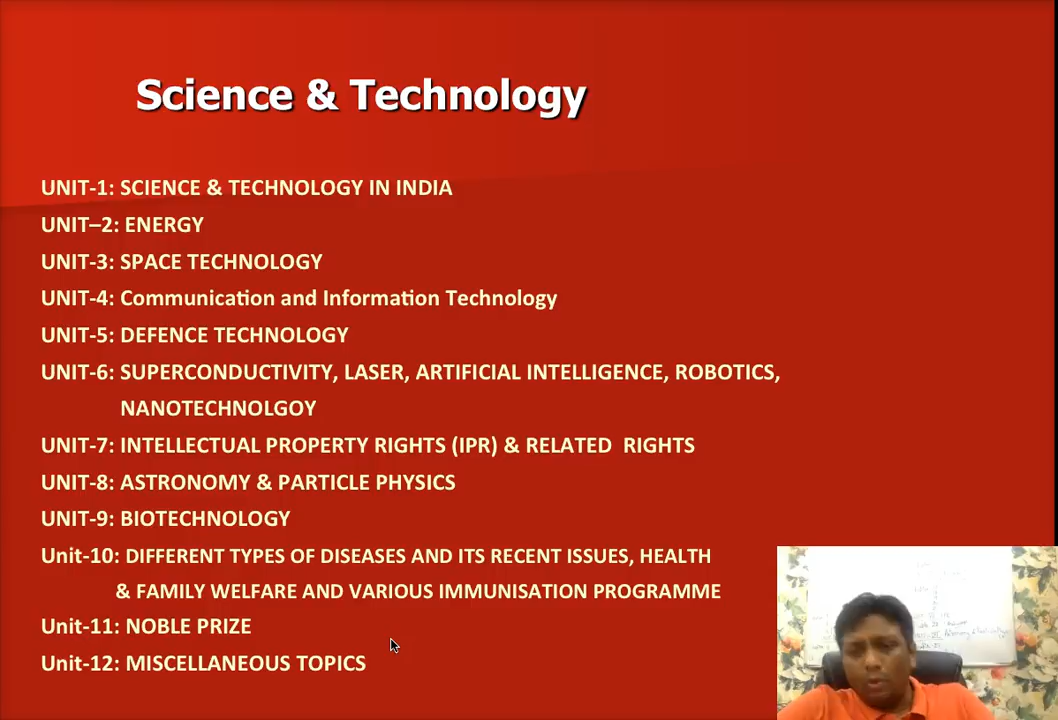 Science & Technology
UNIT-1: SCIENCE & TECHNOLOGY IN INDIA
UNIT–2: ENERGY
UNIT-3: SPACE TECHNOLOGY
UNIT-4: Communication and Information Technology
UNIT-5: DEFENCE TECHNOLOGY
UNIT-6: SUPERCONDUCTIVITY, LASER, ARTIFICIAL INTELLIGENCE, ROBOTICS,
NANOTECHNOLGOY
UNIT-7: INTELLECTUAL PROPERTY RIGHTS (IPR) & RELATED RIGHTS
UNIT-8: ASTRONOMY & PARTICLE PHYSICS
UNIT-9: BIOTECHNOLOGY
Unit-10: DIFFERENT TYPES OF DISEASES AND ITS RECENT ISSUES, HEALTH
& FAMILY WELFARE AND VARIOUS IMMUNISATION PROGRAMME
Unit-11: NOBLE PRIZE
Unit-12: MISCELLANEOUS TOPICS